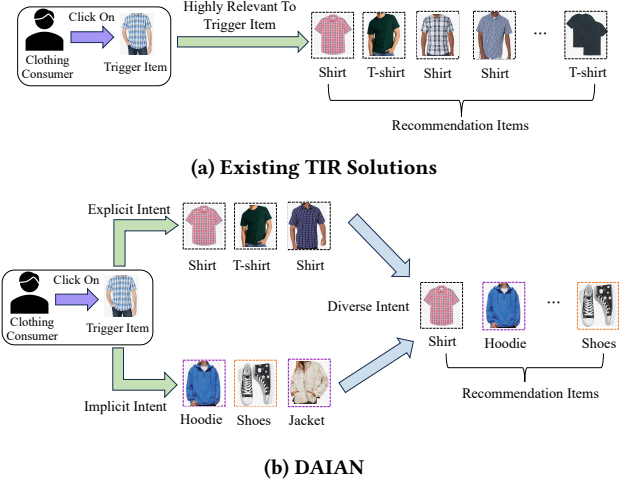 Click On
Clothing
Consumer
Trigger Item
Highly Relevant To
Trigger Item
Shirt
T-shirt
Shirt
Shirt
...
T-shirt
Recommendation Items
(a) Existing TIR Solutions
Explicit Intent
Shirt
T-shirt
Shirt
Click On
Clothing
Consumer
Trigger Item
Diverse Intent
Shirt
Hoodie
...
Shoes
Recommendation Items
Implicit Intent
Hoodie
Shoes
Jacket
(b) DAIAN